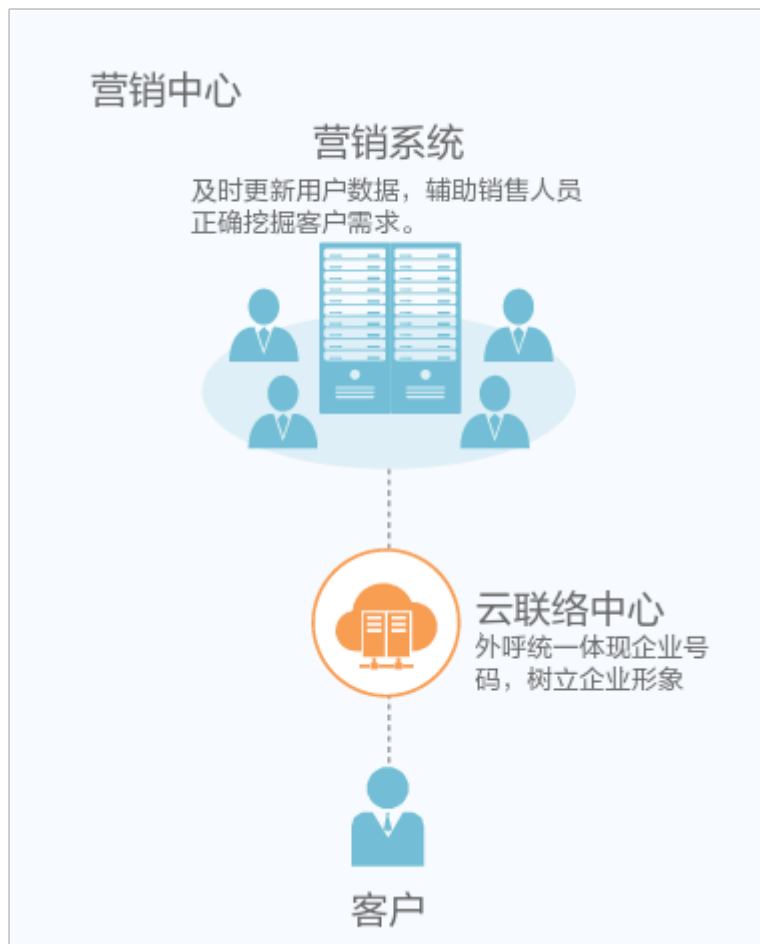 营销中心
营销系统
及时更新用户数据，辅助销售人员
正确挖掘客户需求。
云联络中心
外呼统一体现企业号
码，树立企业形象
客户